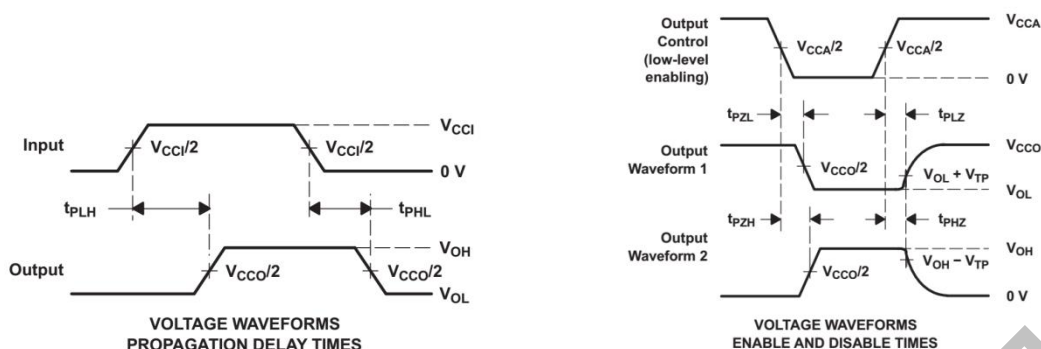 Input
V_CCI/2
V_CCI/2
V_CCI
0 V
t_PLH
t_PHL
Output
V_CCO/2
V_CCO/2
V_OH
V_OL
VOLTAGE WAVEFORMS
PROPAGATION DELAY TIMES
Output
Control
(low-level
enabling)
V_CCA/2
V_CCA/2
V_CCA
0 V
t_PZL
t_PLZ
Output
Waveform 1
V_CCO/2
V_CCO
V_OL + V_TP
V_OL
t_PZH
t_PHZ
Output
Waveform 2
V_CCO/2
V_OH
V_OH − V_TP
0 V
VOLTAGE WAVEFORMS
ENABLE AND DISABLE TIMES